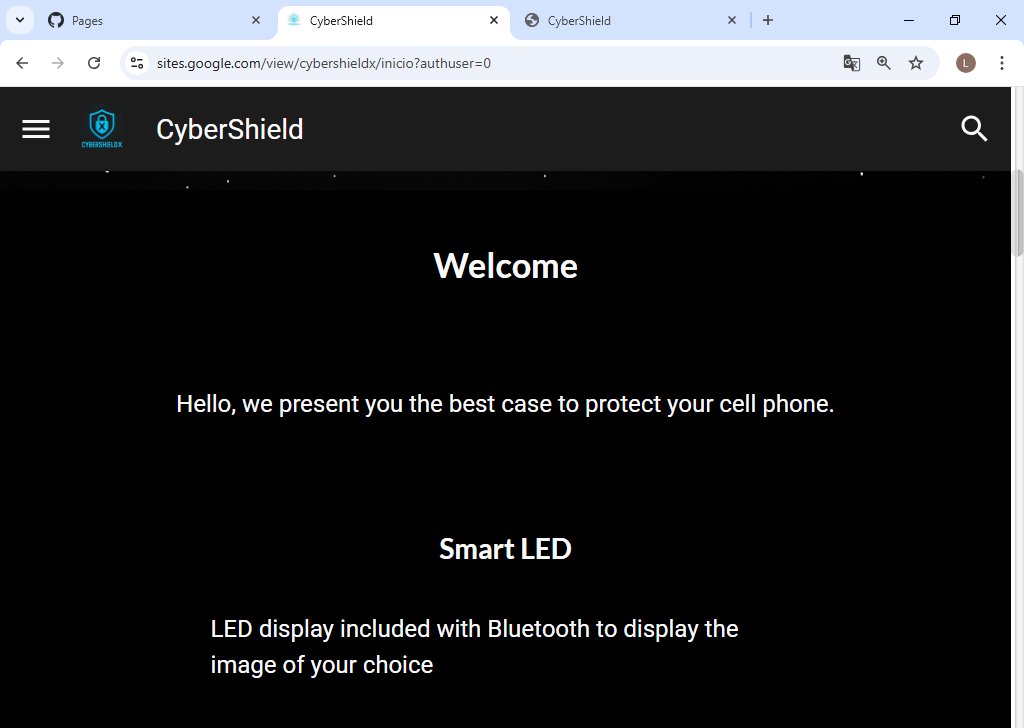 Pages
CyberShield
CyberShield
sites.google.com/view/cybershieldx/inicio?authuser=0
L
CYBERSHIELDX
CyberShield
Welcome
Hello, we present you the best case to protect your cell phone.
Smart LED
LED display included with Bluetooth to display the
image of your choice